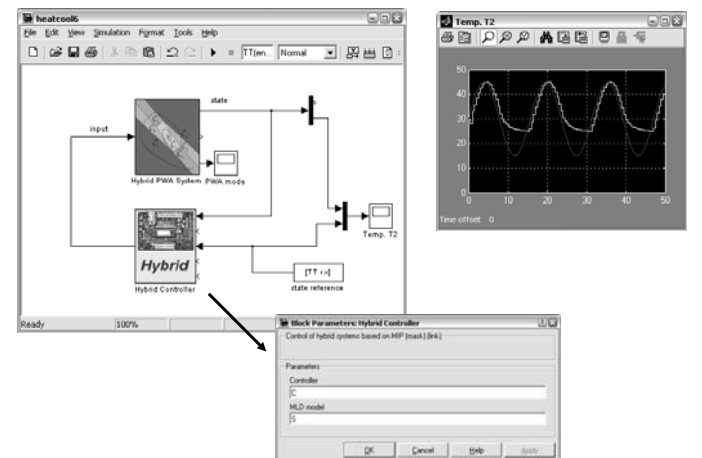 heatcool6
File Edit View Simulation Format Tools Help
TT(en... Normal
state
input
Hybrid PWA System
PWA mode
Temp. T2
Hybrid
Hybrid Controller
[TT r.x]
state reference
Ready 100%
Temp. T2
50
40
30
20
10
0
0 10 20 30 40 50
Time offset: 0
Block Parameters: Hybrid Controller
Control of hybrid systems based on MIP (mask) (link)
Parameters
Controller
C
MLD model
S
OK Cancel Help Apply